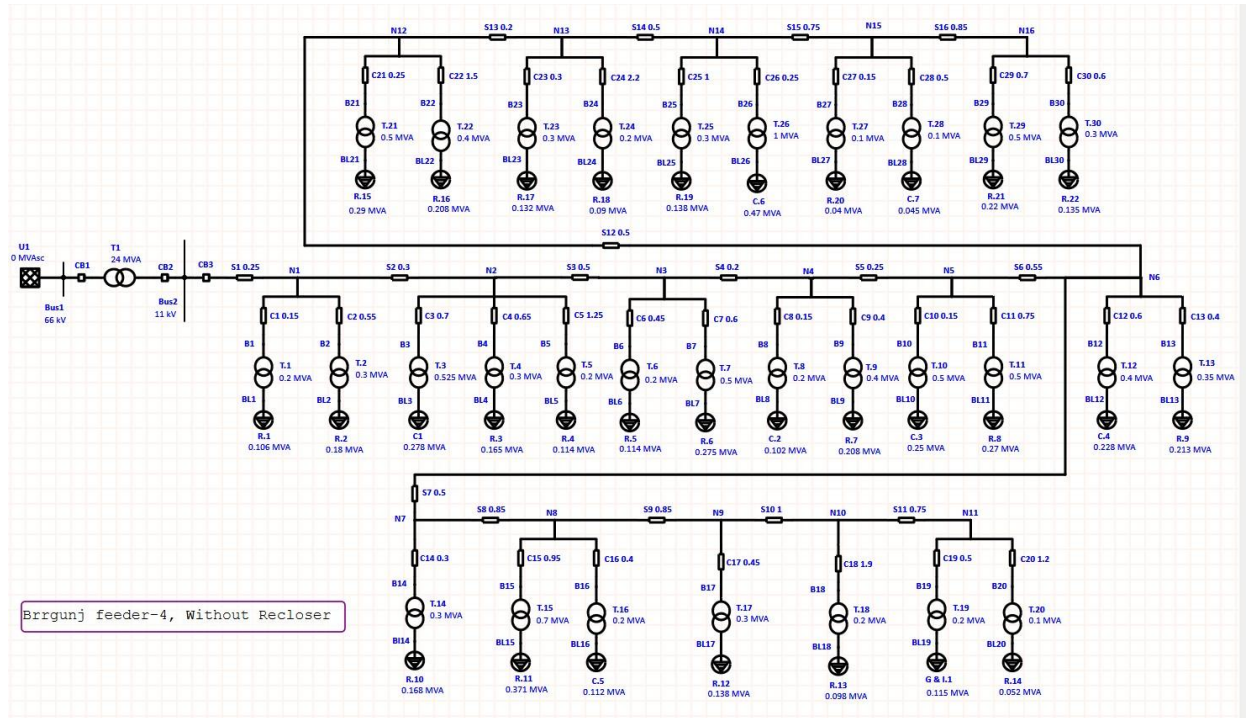 S13 0.2
S14 0.5
S15 0.75
S16 0.85
N12
N13
N14
N15
N16
C21 0.25
C22 1.5
C23 0.3
C24 2.2
C25 1
C26 0.25
C27 0.15
C28 0.5
C29 0.7
C30 0.6
B21
B22
B23
B24
B25
B26
B27
B28
B29
B30
T.21
0.5 MVA
T.22
0.4 MVA
T.23
0.3 MVA
T.24
0.2 MVA
T.25
0.3 MVA
T.26
1 MVA
T.27
0.1 MVA
T.28
0.1 MVA
T.29
0.5 MVA
T.30
0.3 MVA
BL21
BL22
BL23
BL24
BL25
BL26
BL27
BL28
BL29
BL30
R.15
0.29 MVA
R.16
0.208 MVA
R.17
0.132 MVA
R.18
0.09 MVA
R.19
0.138 MVA
C.6
0.47 MVA
R.20
0.04 MVA
C.7
0.045 MVA
R.21
0.22 MVA
R.22
0.135 MVA
S12 0.5
U1
0 MVAsc
CB1
T1
24 MVA
CB2
CB3
Bus1
66 kV
Bus2
11 kV
S1 0.25
N1
S2 0.3
N2
S3 0.5
N3
S4 0.2
N4
S5 0.25
N5
S6 0.55
N6
C1 0.15
C2 0.55
C3 0.7
C4 0.65
C5 1.25
C6 0.45
C7 0.6
C8 0.15
C9 0.4
C10 0.15
C11 0.75
C12 0.6
C13 0.4
B1
B2
B3
B4
B5
B6
B7
B8
B9
B10
B11
B12
B13
T.1
0.2 MVA
T.2
0.3 MVA
T.3
0.525 MVA
T.4
0.3 MVA
T.5
0.2 MVA
T.6
0.2 MVA
T.7
0.5 MVA
T.8
0.2 MVA
T.9
0.4 MVA
T.10
0.5 MVA
T.11
0.5 MVA
T.12
0.4 MVA
T.13
0.35 MVA
BL1
BL2
BL3
BL4
BL5
BL6
BL7
BL8
BL9
BL10
BL11
BL12
BL13
R.1
0.106 MVA
R.2
0.18 MVA
C1
0.278 MVA
R.3
0.165 MVA
R.4
0.114 MVA
R.5
0.114 MVA
R.6
0.275 MVA
C.2
0.102 MVA
R.7
0.208 MVA
C.3
0.25 MVA
R.8
0.27 MVA
C.4
0.228 MVA
R.9
0.213 MVA
S7 0.5
N7
S8 0.85
N8
S9 0.85
N9
S10 1
N10
S11 0.75
N11
C14 0.3
C15 0.95
C16 0.4
C17 0.45
C18 1.9
C19 0.5
C20 1.2
B14
B15
B16
B17
B18
B19
B20
T.14
0.3 MVA
T.15
0.7 MVA
T.16
0.2 MVA
T.17
0.3 MVA
T.18
0.2 MVA
T.19
0.2 MVA
T.20
0.1 MVA
Bl14
BL15
BL16
BL17
BL18
BL19
BL20
R.10
0.168 MVA
R.11
0.371 MVA
C.5
0.112 MVA
R.12
0.138 MVA
R.13
0.098 MVA
G & I.1
0.115 MVA
R.14
0.052 MVA
Brrgunj feeder-4, Without Recloser